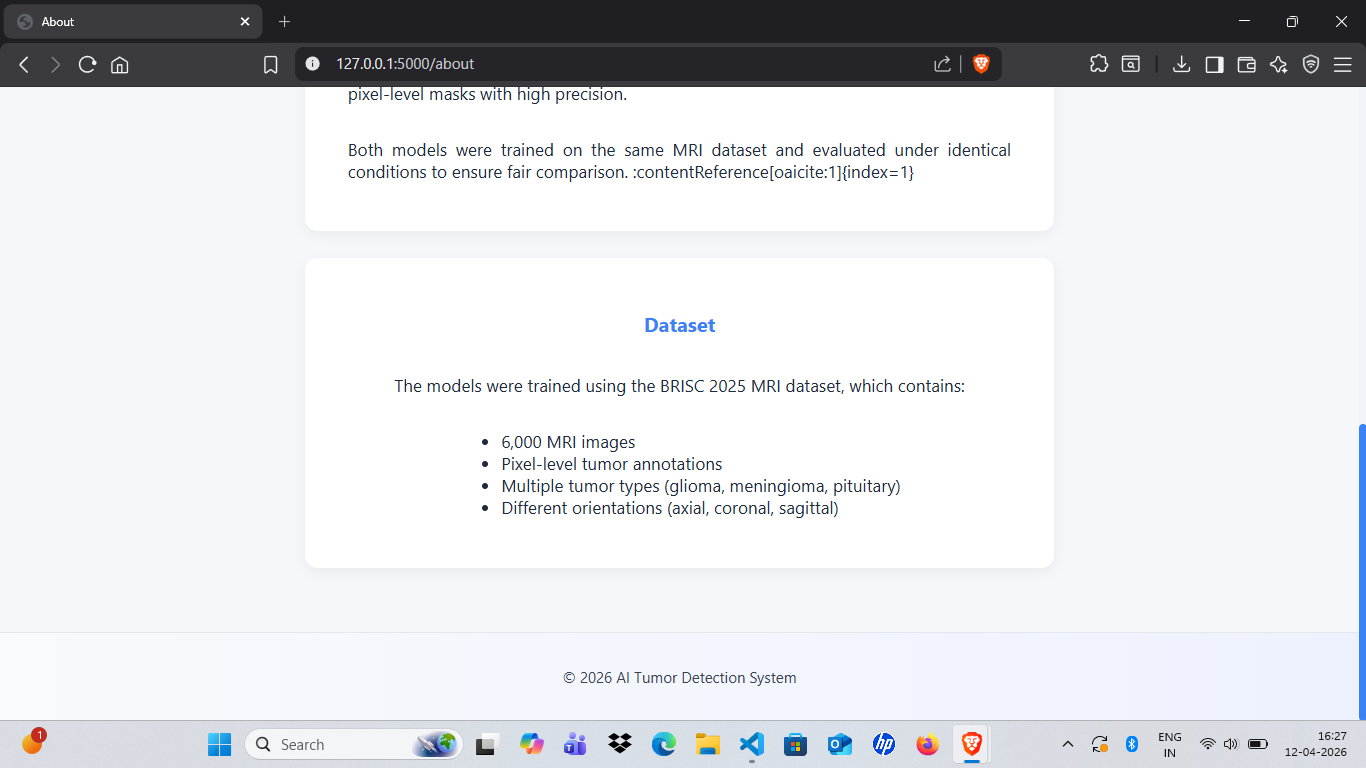 About
127.0.0.1:5000/about
pixel-level masks with high precision.
Both models were trained on the same MRI dataset and evaluated under identical
conditions to ensure fair comparison. :contentReference[oaicite:1]{index=1}
Dataset
The models were trained using the BRISC 2025 MRI dataset, which contains:
• 6,000 MRI images
• Pixel-level tumor annotations
• Multiple tumor types (glioma, meningioma, pituitary)
• Different orientations (axial, coronal, sagittal)
© 2026 AI Tumor Detection System
1
Search
hp
ENG
IN
16:27
12-04-2026